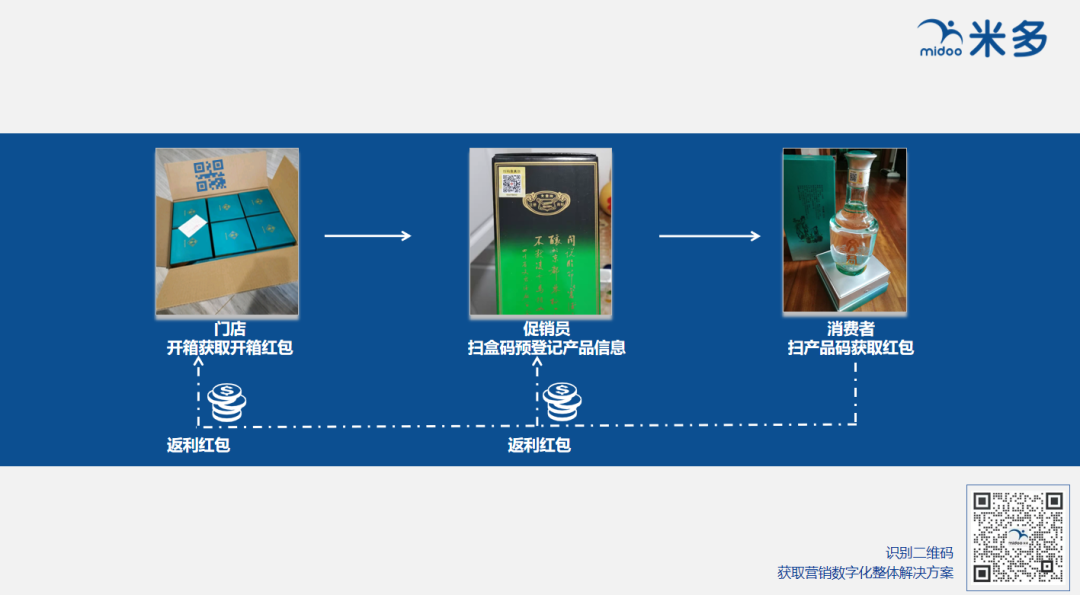 midoo 米多
门店
开箱获取开箱红包
促销员
扫盒码预登记产品信息
消费者
扫产品码获取红包
返利红包
返利红包
识别二维码
获取营销数字化整体解决方案